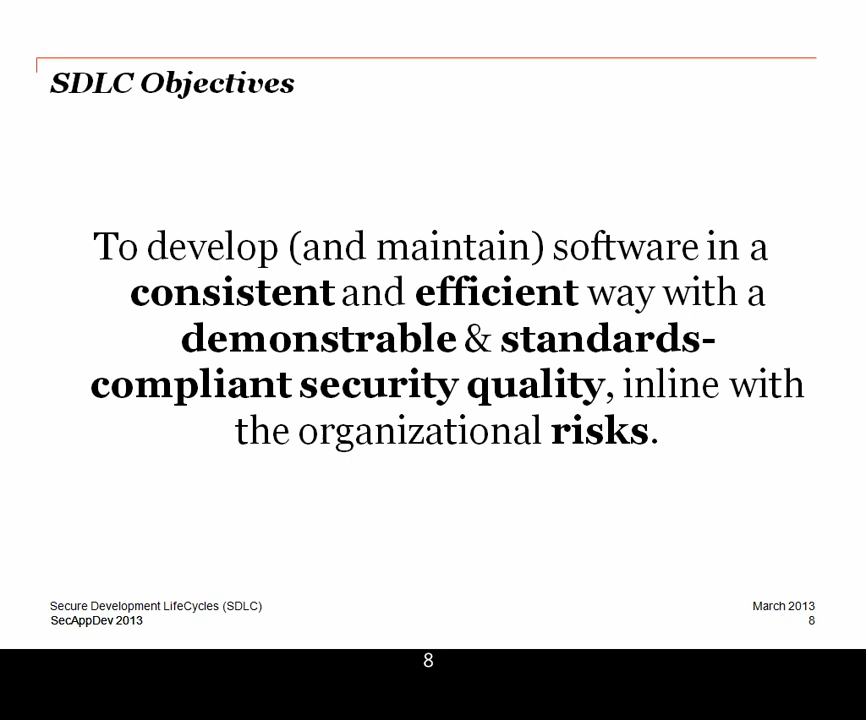 SDLC Objectives
To develop (and maintain) software in a
consistent and efficient way with a
demonstrable & standards-
compliant security quality, inline with
the organizational risks.
Secure Development LifeCycles (SDLC)
March 2013
SecAppDev 2013
8
8